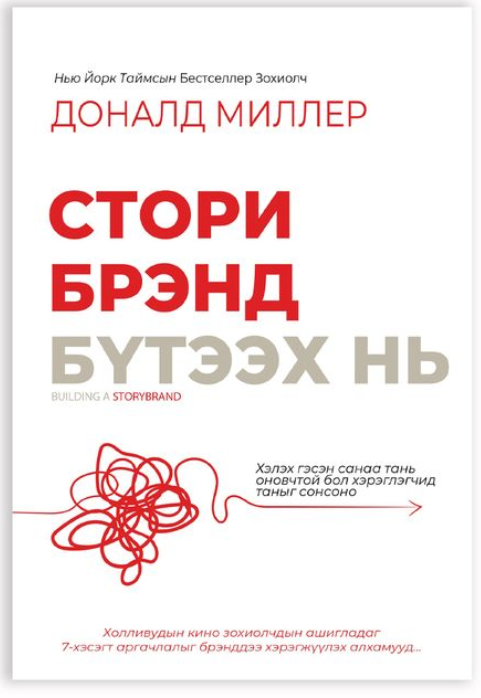 Нью Йорк Таймсын Бестселлер Зохиолч
ДОНАЛД МИЛЛЕР
СТОРИ
БРЭНД
БҮТЭЭХ НЬ
BUILDING A STORYBRAND
Хэлэх гэсэн санаа тань
оновчтой бол хэрэглэгчид
таныг сонсоно
Холливудын кино зохиолчдын ашигладаг
7-хэсэгт аргачлалыг брэнддээ хэрэгжүүлэх алхамууд...